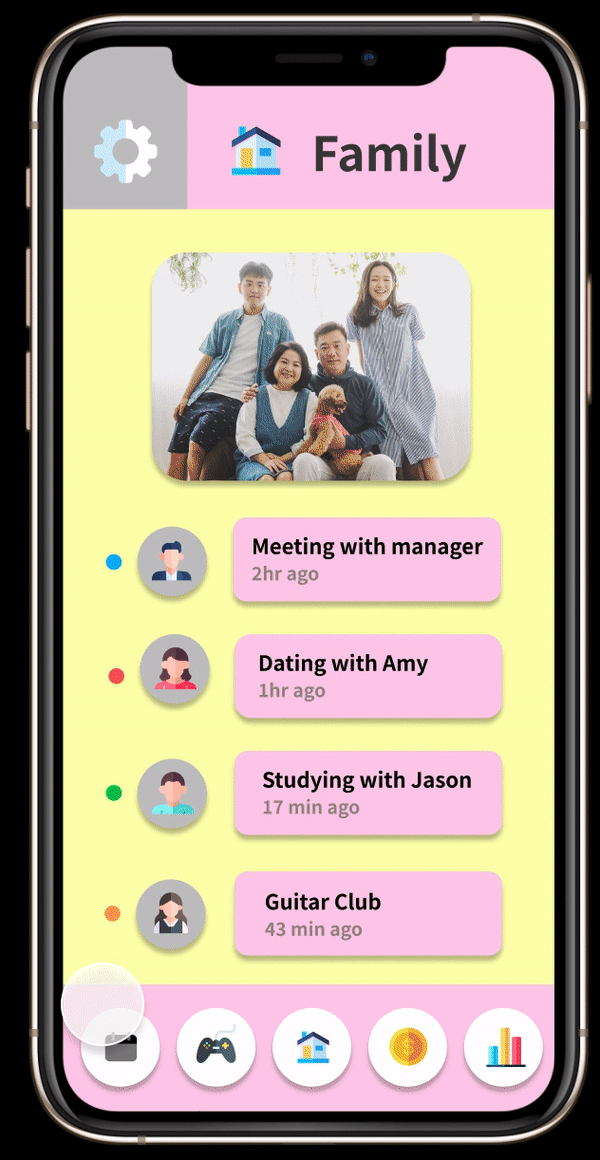 Family
Meeting with manager
2hr ago
Dating with Amy
1hr ago
Studying with Jason
17 min ago
Guitar Club
43 min ago